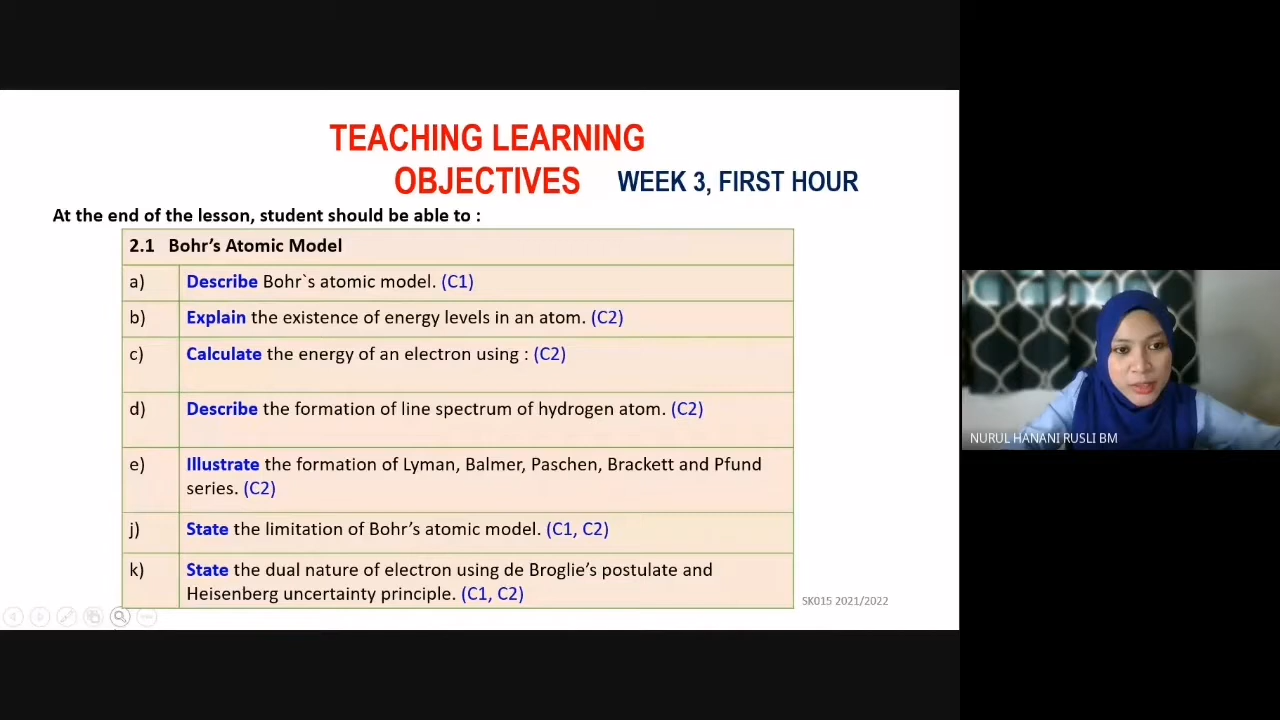 TEACHING LEARNING
OBJECTIVES
WEEK 3, FIRST HOUR
At the end of the lesson, student should be able to :
2.1 Bohr’s Atomic Model
a) Describe Bohr`s atomic model. (C1)
b) Explain the existence of energy levels in an atom. (C2)
c) Calculate the energy of an electron using : (C2)
d) Describe the formation of line spectrum of hydrogen atom. (C2)
e) Illustrate the formation of Lyman, Balmer, Paschen, Brackett and Pfund
series. (C2)
j) State the limitation of Bohr’s atomic model. (C1, C2)
k) State the dual nature of electron using de Broglie’s postulate and
Heisenberg uncertainty principle. (C1, C2)
SK015 2021/2022
NURUL HANANI RUSLI BM